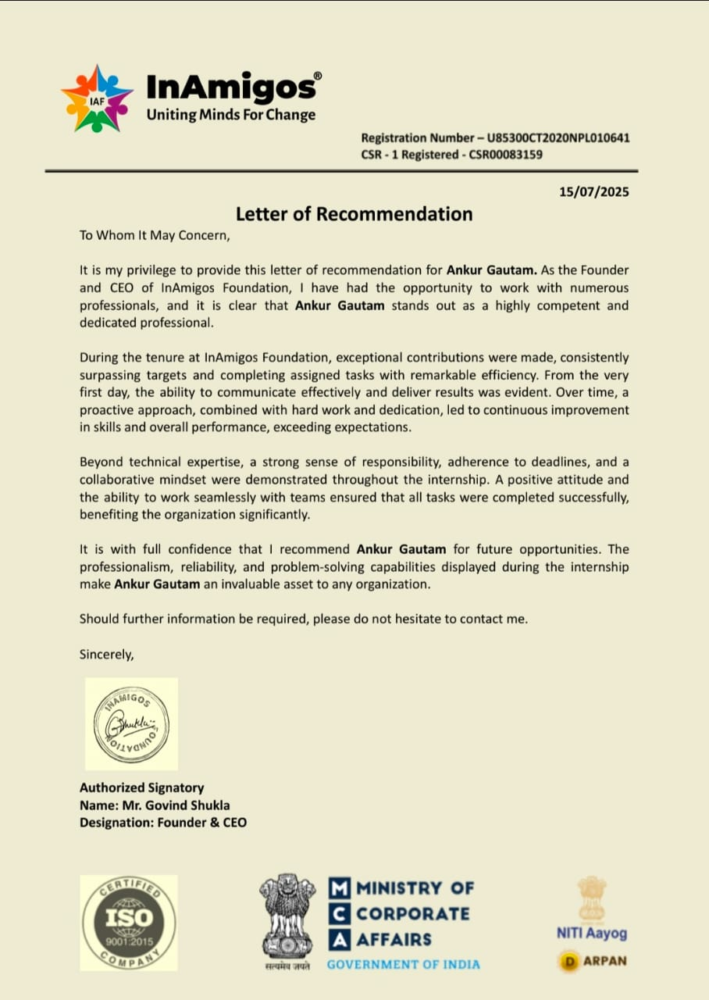 IAF
InAmigos®
Uniting Minds For Change
Registration Number – U85300CT2020NPL010641
CSR - 1 Registered - CSR00083159
15/07/2025
Letter of Recommendation
To Whom It May Concern,
It is my privilege to provide this letter of recommendation for Ankur Gautam. As the Founder
and CEO of InAmigos Foundation, I have had the opportunity to work with numerous
professionals, and it is clear that Ankur Gautam stands out as a highly competent and
dedicated professional.
During the tenure at InAmigos Foundation, exceptional contributions were made, consistently
surpassing targets and completing assigned tasks with remarkable efficiency. From the very
first day, the ability to communicate effectively and deliver results was evident. Over time, a
proactive approach, combined with hard work and dedication, led to continuous improvement
in skills and overall performance, exceeding expectations.
Beyond technical expertise, a strong sense of responsibility, adherence to deadlines, and a
collaborative mindset were demonstrated throughout the internship. A positive attitude and
the ability to work seamlessly with teams ensured that all tasks were completed successfully,
benefiting the organization significantly.
It is with full confidence that I recommend Ankur Gautam for future opportunities. The
professionalism, reliability, and problem-solving capabilities displayed during the internship
make Ankur Gautam an invaluable asset to any organization.
Should further information be required, please do not hesitate to contact me.
Sincerely,
INAMIGOS
GShukla
FOUNDATION
Authorized Signatory
Name: Mr. Govind Shukla
Designation: Founder & CEO
CERTIFIED
ISO
9001:2015
COMPANY
सत्यमेव जयते
M MINISTRY OF
C CORPORATE
A AFFAIRS
GOVERNMENT OF INDIA
NITI Aayog
D ARPAN